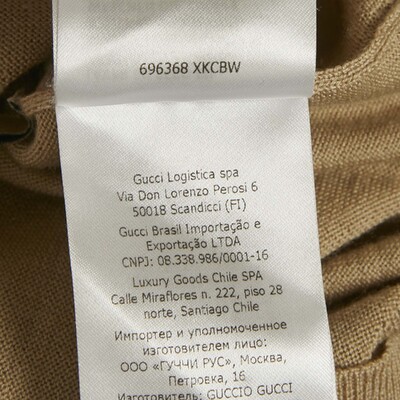 696368 XKCBW
Gucci Logistica spa
Via Don Lorenzo Perosi 6
50018 Scandicci (FI)
Gucci Brasil Importação e
Exportação LTDA
CNPJ: 08.338.986/0001-16
Luxury Goods Chile SPA
Calle Miraflores n. 222, piso 28
norte, Santiago Chile
Импортер и уполномоченное
изготовителем лицо:
ООО «ГУЧЧИ РУС», Москва,
Петровка, 16
Изготовитель: GUCCIO GUCCI